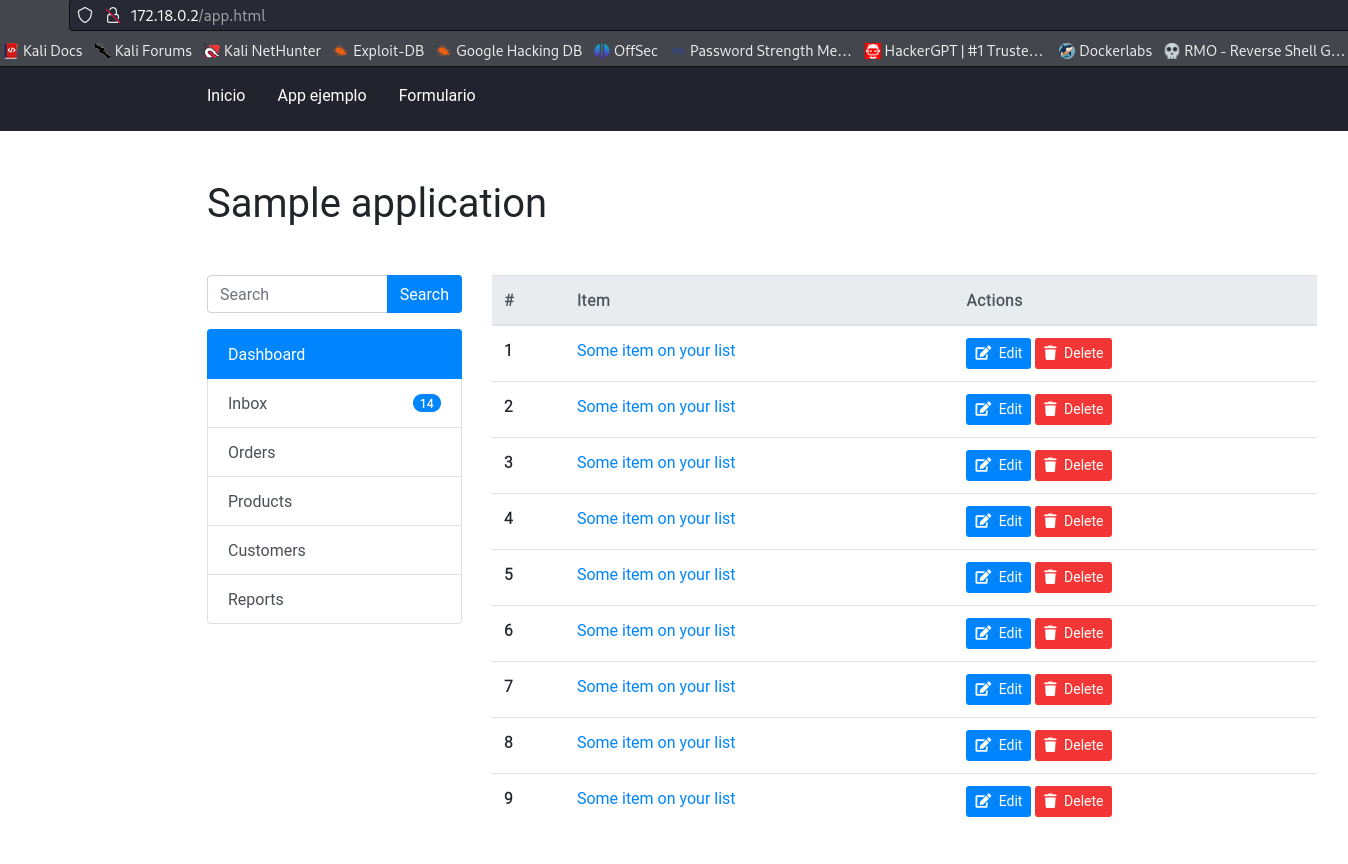 172.18.0.2/app.html
Kali Docs Kali Forums Kali NetHunter Exploit-DB Google Hacking DB OffSec Password Strength Me... HackerGPT | #1 Truste... Dockerlabs RMO - Reverse Shell G...
Inicio App ejemplo Formulario
Sample application
Search Search
Dashboard
Inbox 14
Orders
Products
Customers
Reports
# Item Actions
1 Some item on your list Edit Delete
2 Some item on your list Edit Delete
3 Some item on your list Edit Delete
4 Some item on your list Edit Delete
5 Some item on your list Edit Delete
6 Some item on your list Edit Delete
7 Some item on your list Edit Delete
8 Some item on your list Edit Delete
9 Some item on your list Edit Delete